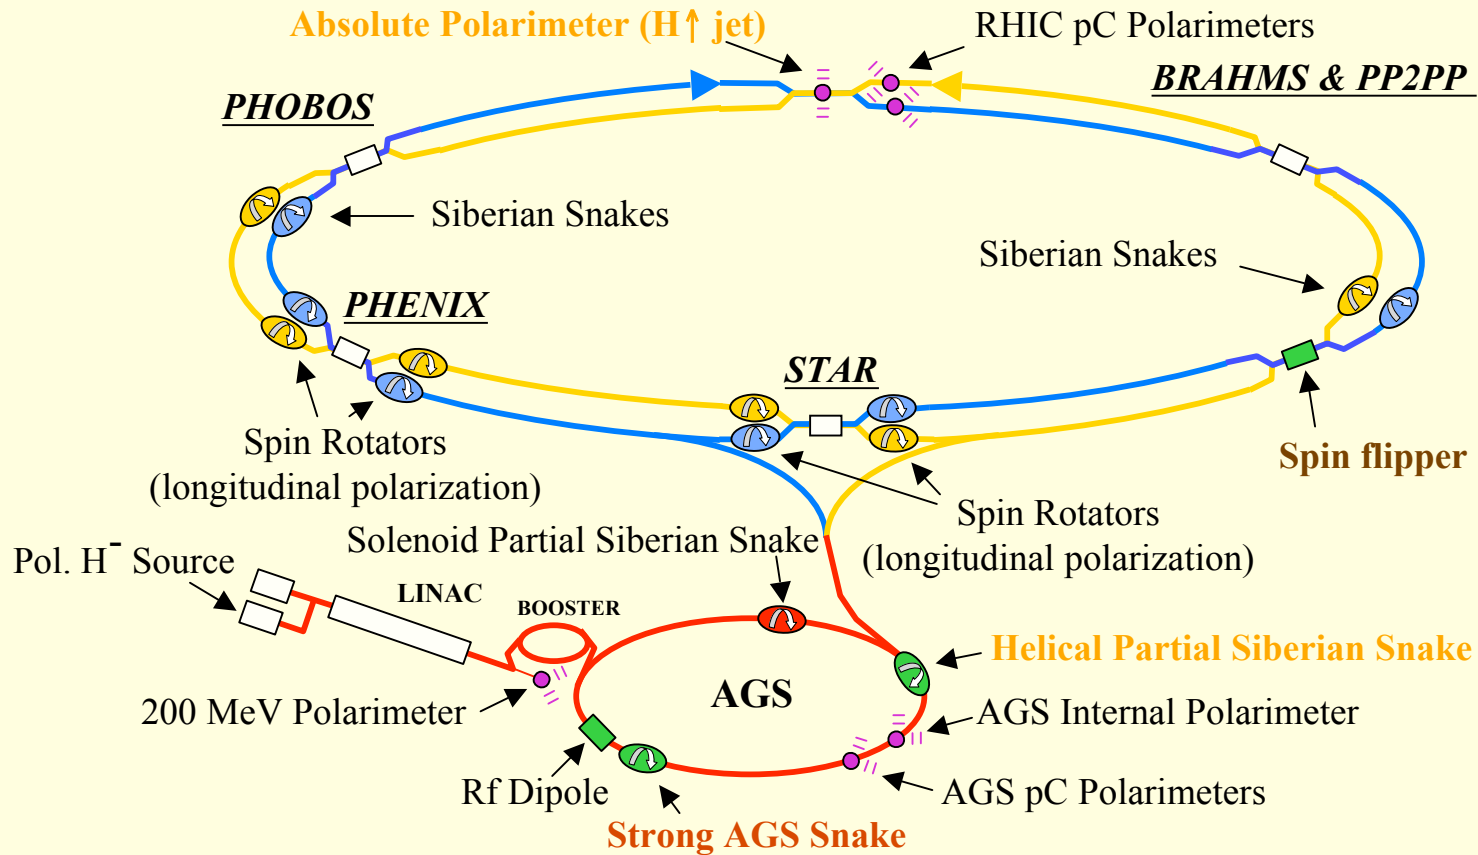 Absolute Polarimeter (H↑ jet)
RHIC pC Polarimeters
BRAHMS & PP2PP
PHOBOS
Siberian Snakes
Siberian Snakes
PHENIX
STAR
Spin Rotators
(longitudinal polarization)
Spin flipper
Spin Rotators
(longitudinal polarization)
Solenoid Partial Siberian Snake
Pol. H⁻ Source
LINAC
BOOSTER
Helical Partial Siberian Snake
AGS
200 MeV Polarimeter
AGS Internal Polarimeter
Rf Dipole
AGS pC Polarimeters
Strong AGS Snake